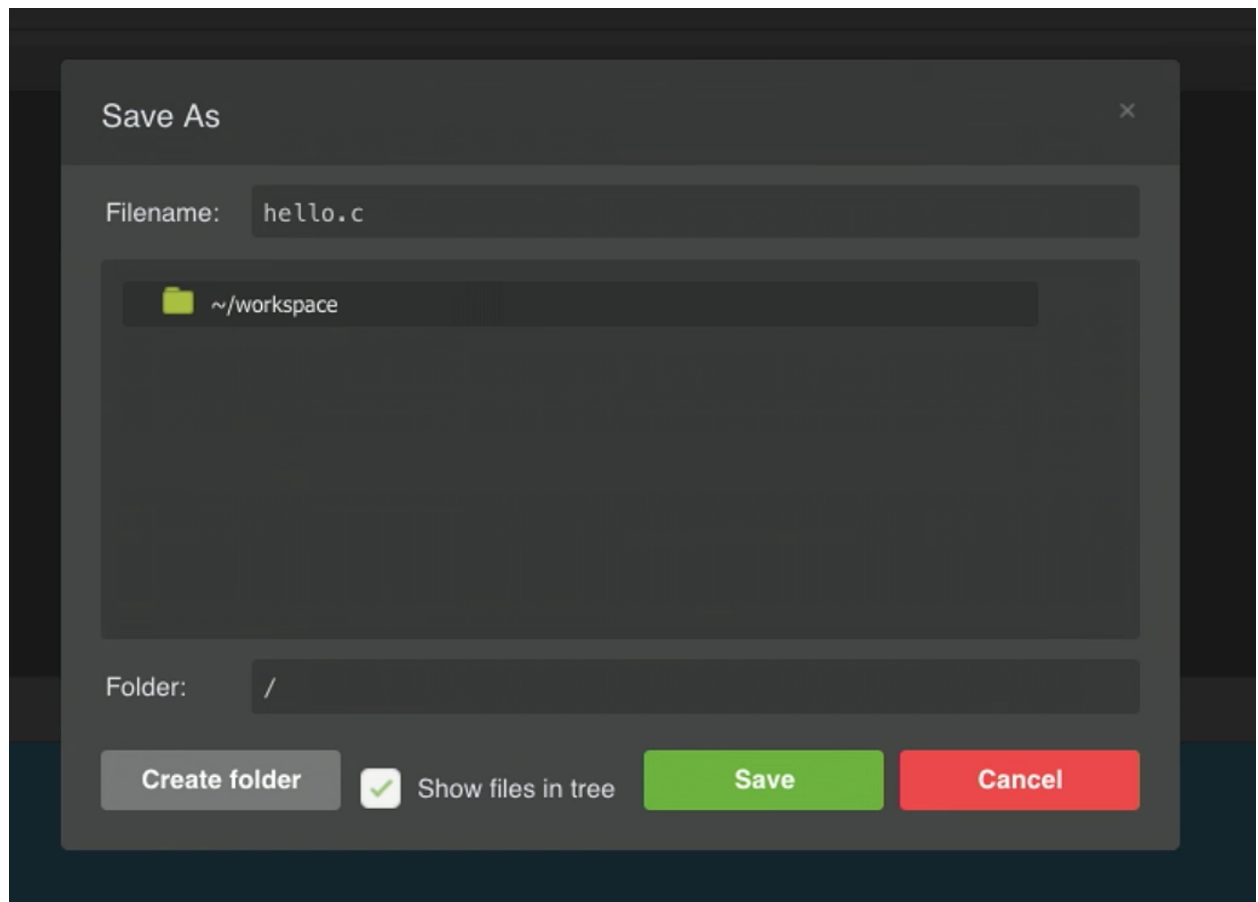 Save As ×
Filename: hello.c
~/workspace
Folder: /
Create folder Show files in tree Save Cancel